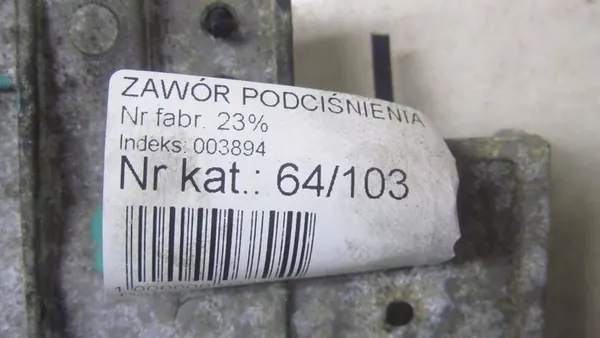 ZAWÓR PODCIŚNIENIA
Nr fabr. 23%
Indeks: 003894
Nr kat.: 64/103